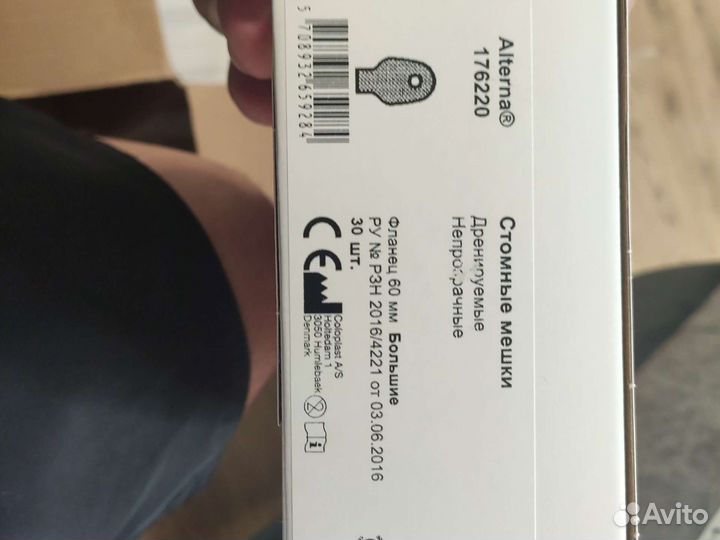 Alterna®
176220
5 708932 659284
Стомные мешки
Дренируемые
Непрозрачные
Фланец 60 мм Большие
РУ № РЗН 2016/4221 от 03.06.2016
30 шт.
CE
Coloplast A/S
Holtedam 1
3050 Humlebaek
Denmark
Avito